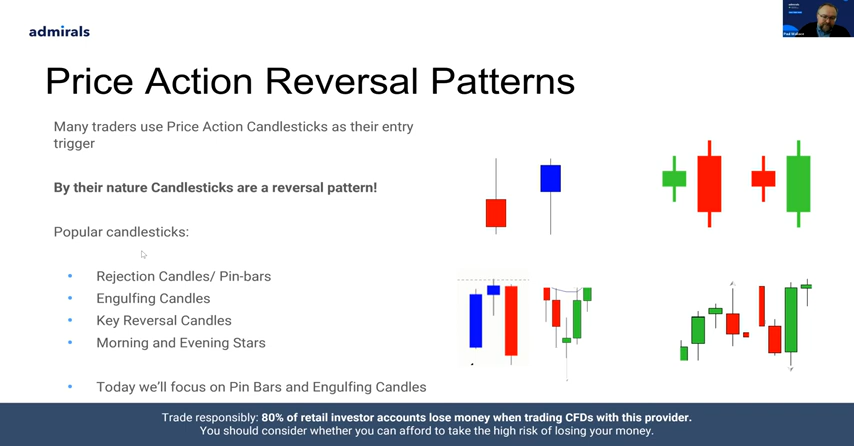 admirals
Price Action Reversal Patterns
Many traders use Price Action Candlesticks as their entry
trigger
By their nature Candlesticks are a reversal pattern!
Popular candlesticks:
• Rejection Candles/ Pin-bars
• Engulfing Candles
• Key Reversal Candles
• Morning and Evening Stars
• Today we'll focus on Pin Bars and Engulfing Candles
Trade responsibly: 80% of retail investor accounts lose money when trading CFDs with this provider.
You should consider whether you can afford to take the high risk of losing your money.